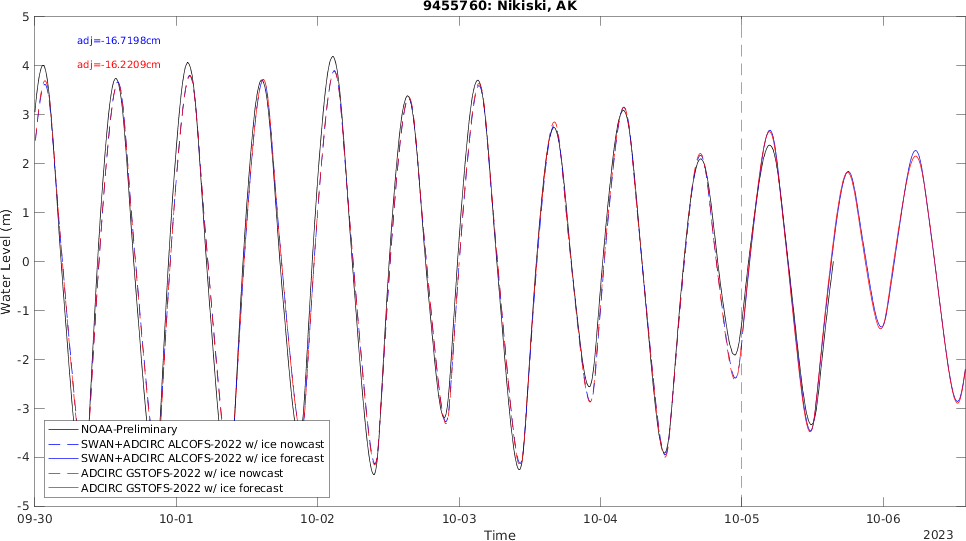 9455760: Nikiski, AK
adj=-16.7198cm
adj=-16.2209cm
5
4
3
2
1
0
-1
-2
-3
-4
-5
Water Level (m)
NOAA-Preliminary
SWAN+ADCIRC ALCOFS-2022 w/ ice nowcast
SWAN+ADCIRC ALCOFS-2022 w/ ice forecast
ADCIRC GSTOFS-2022 w/ ice nowcast
ADCIRC GSTOFS-2022 w/ ice forecast
09-30 10-01 10-02 10-03 10-04 10-05 10-06
Time
2023